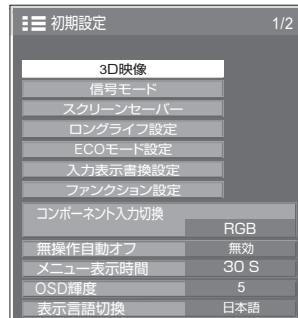 初期設定 1/2
3D映像
信号モード
スクリーンセーバー
ロングライフ設定
ECOモード設定
入力表示書換設定
ファンクション設定
コンポーネント入力切換
RGB
無操作自動オフ 無効
メニュー表示時間 30 S
OSD輝度 5
表示言語切換 日本語